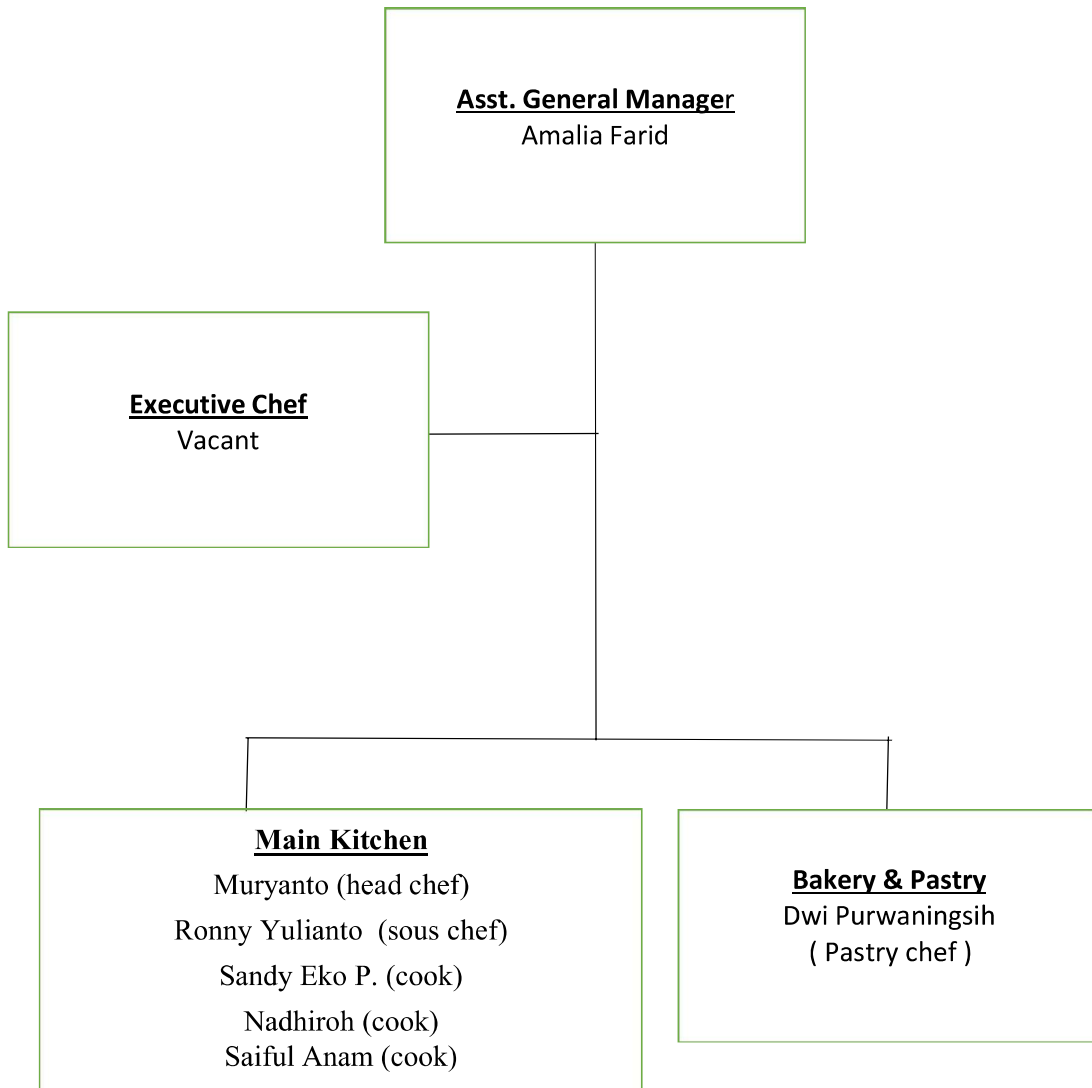 Asst. General Manager
Amalia Farid
Executive Chef
Vacant
Main Kitchen
Muryanto (head chef)
Ronny Yulianto (sous chef)
Sandy Eko P. (cook)
Nadhiroh (cook)
Saiful Anam (cook)
Bakery & Pastry
Dwi Purwaningsih
( Pastry chef )